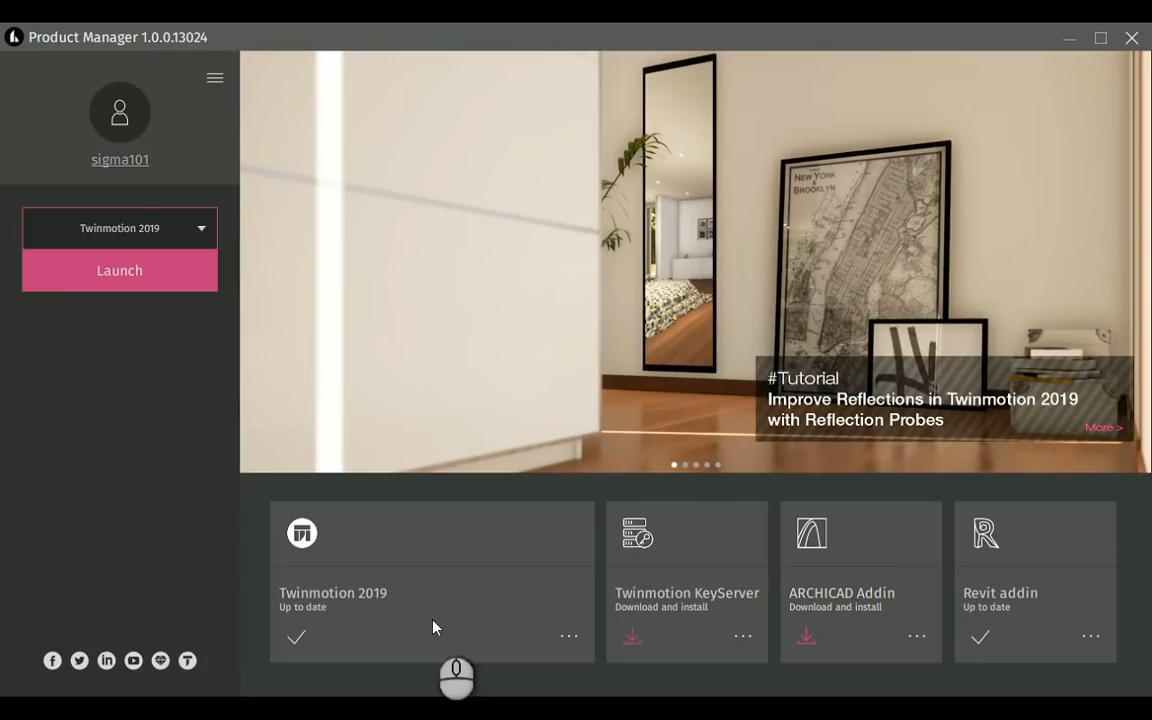 Product Manager 1.0.0.13024
sigma101
Twinmotion 2019
Launch
NEW YORK
&
BROOKLYN
#Tutorial
Improve Reflections in Twinmotion 2019
with Reflection Probes
More >
Twinmotion 2019
Up to date
Twinmotion KeyServer
Download and install
ARCHICAD Addin
Download and install
Revit addin
Up to date